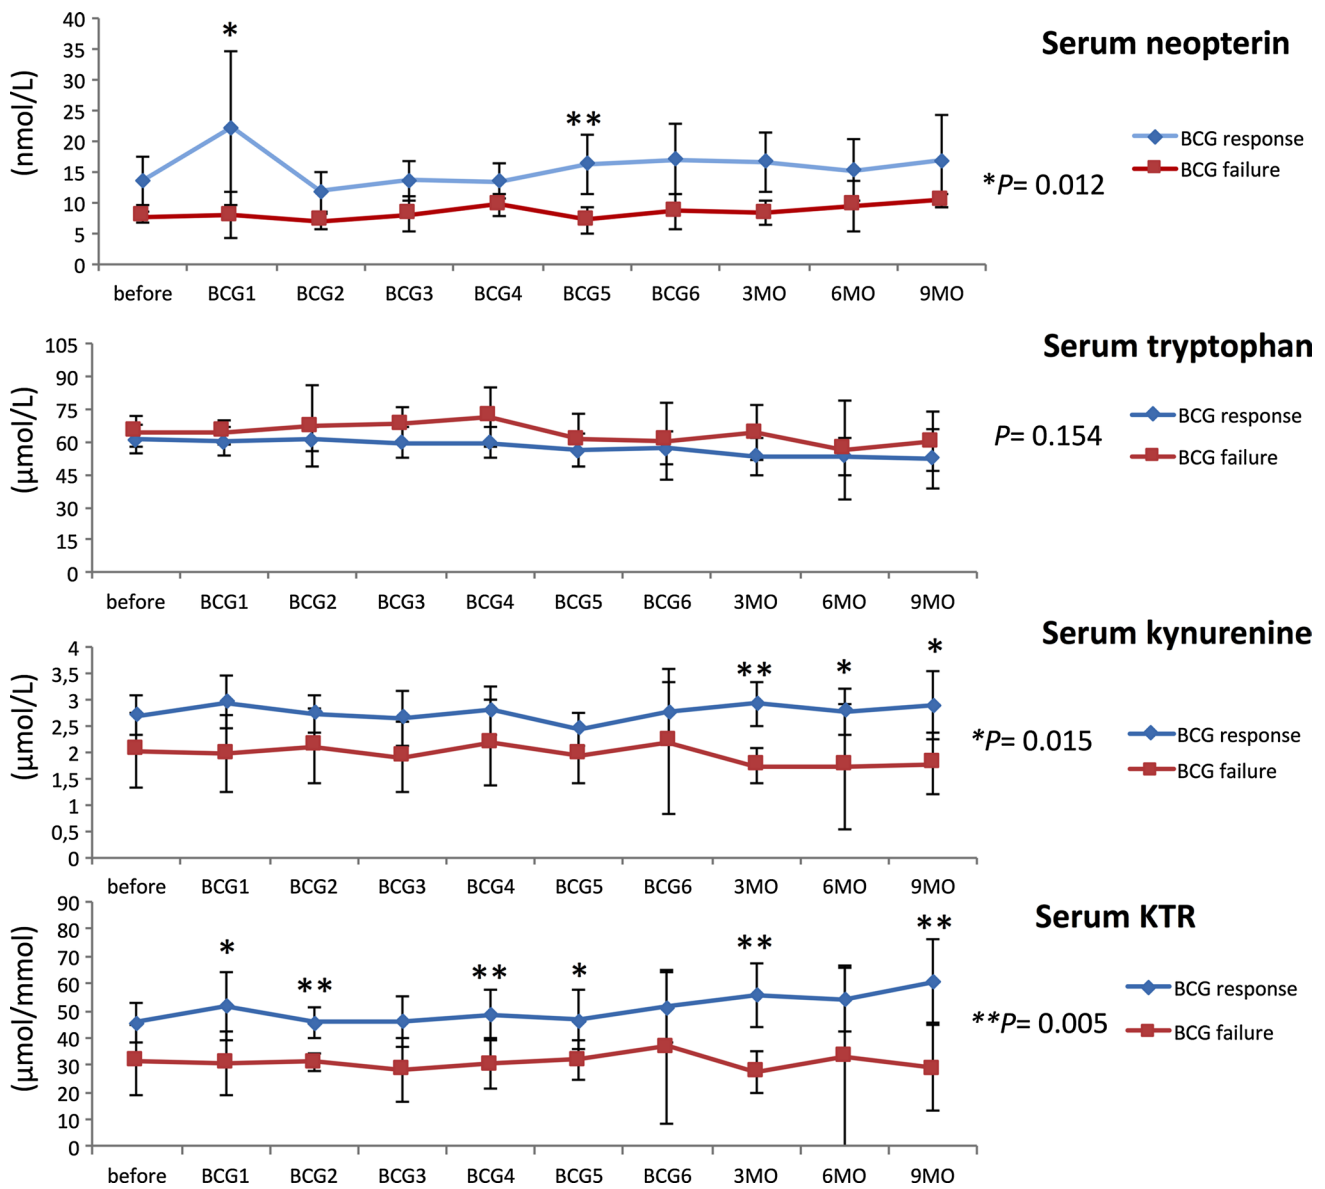 Serum neopterin
(nmol/L)
40
35
30
25
20
15
10
5
0
*
**
before BCG1 BCG2 BCG3 BCG4 BCG5 BCG6 3MO 6MO 9MO
BCG response
BCG failure
*P= 0.012
Serum tryptophan
(µmol/L)
105
90
75
60
45
30
15
0
before BCG1 BCG2 BCG3 BCG4 BCG5 BCG6 3MO 6MO 9MO
BCG response
BCG failure
P= 0.154
Serum kynurenine
(µmol/L)
4
3,5
3
2,5
2
1,5
1
0,5
0
** * *
before BCG1 BCG2 BCG3 BCG4 BCG5 BCG6 3MO 6MO 9MO
BCG response
BCG failure
*P= 0.015
Serum KTR
(µmol/mmol)
90
80
70
60
50
40
30
20
10
0
* ** ** * ** **
before BCG1 BCG2 BCG3 BCG4 BCG5 BCG6 3MO 6MO 9MO
BCG response
BCG failure
**P= 0.005